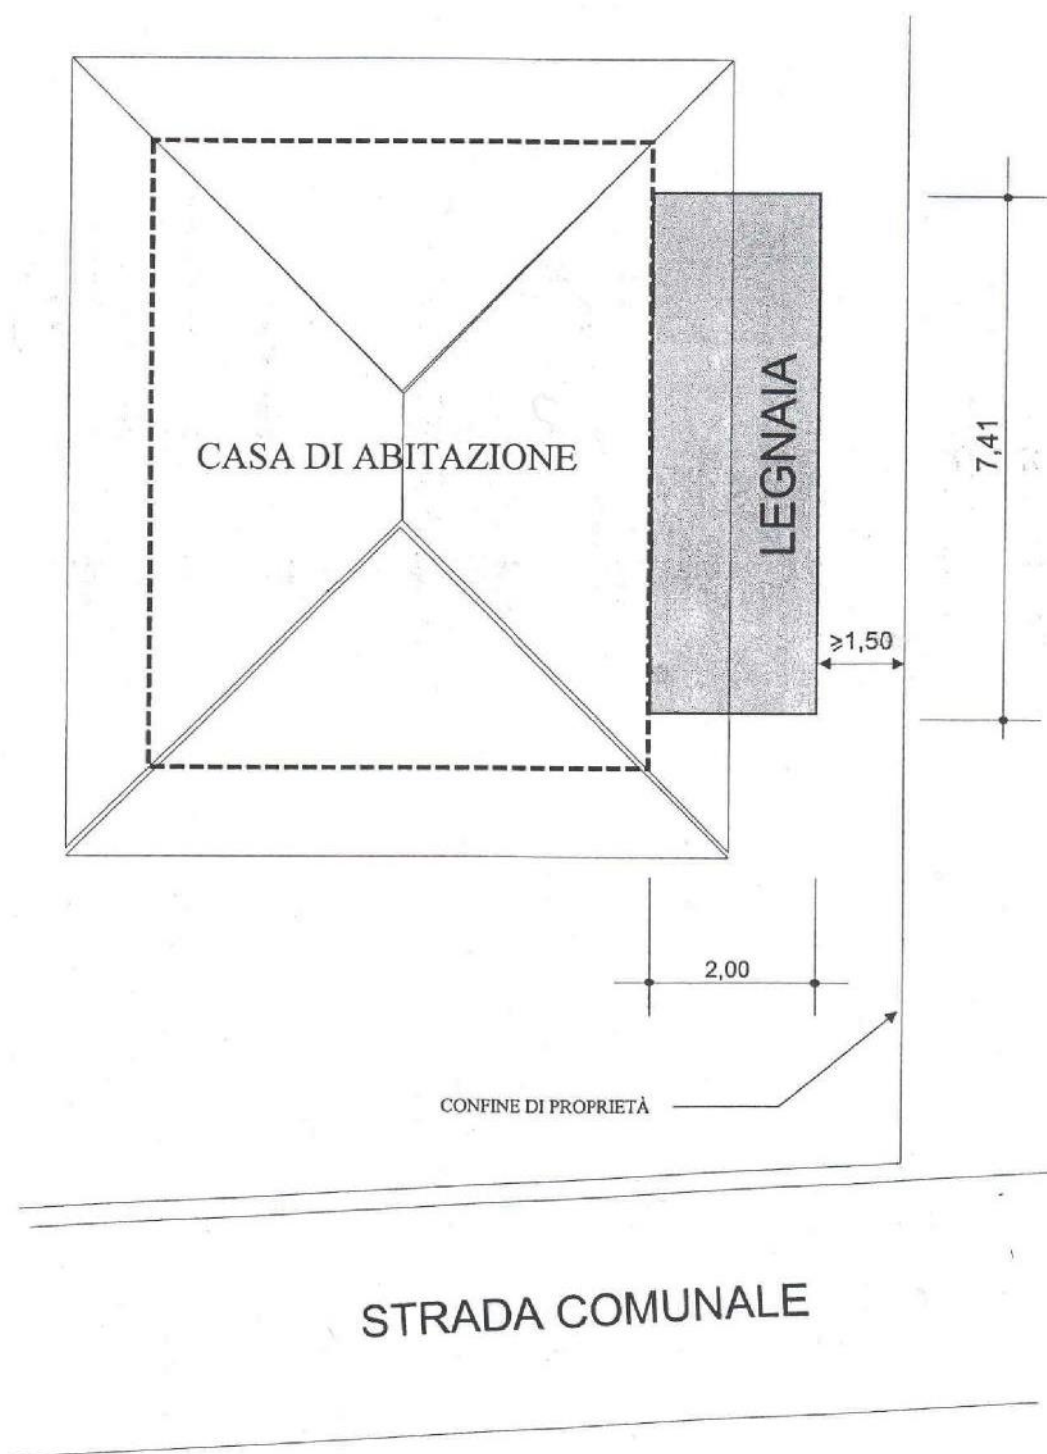 CASA DI ABITAZIONE
LEGNAIA
7,41
≥1,50
2,00
CONFINE DI PROPRIETÀ
STRADA COMUNALE